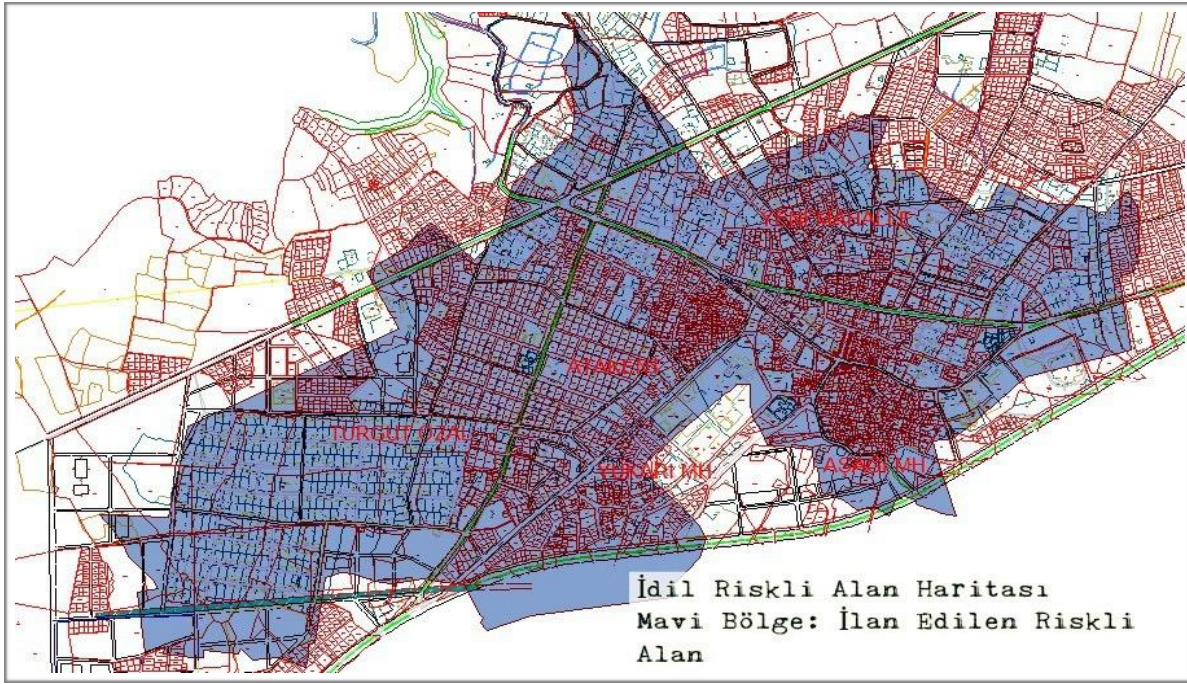 YENİ MAHALLE
ATAKENT
TURGUT ÖZAL
YUKARI MH
AŞAĞI MH
İdil Riskli Alan Haritası
Mavi Bölge: İlan Edilen Riskli
Alan